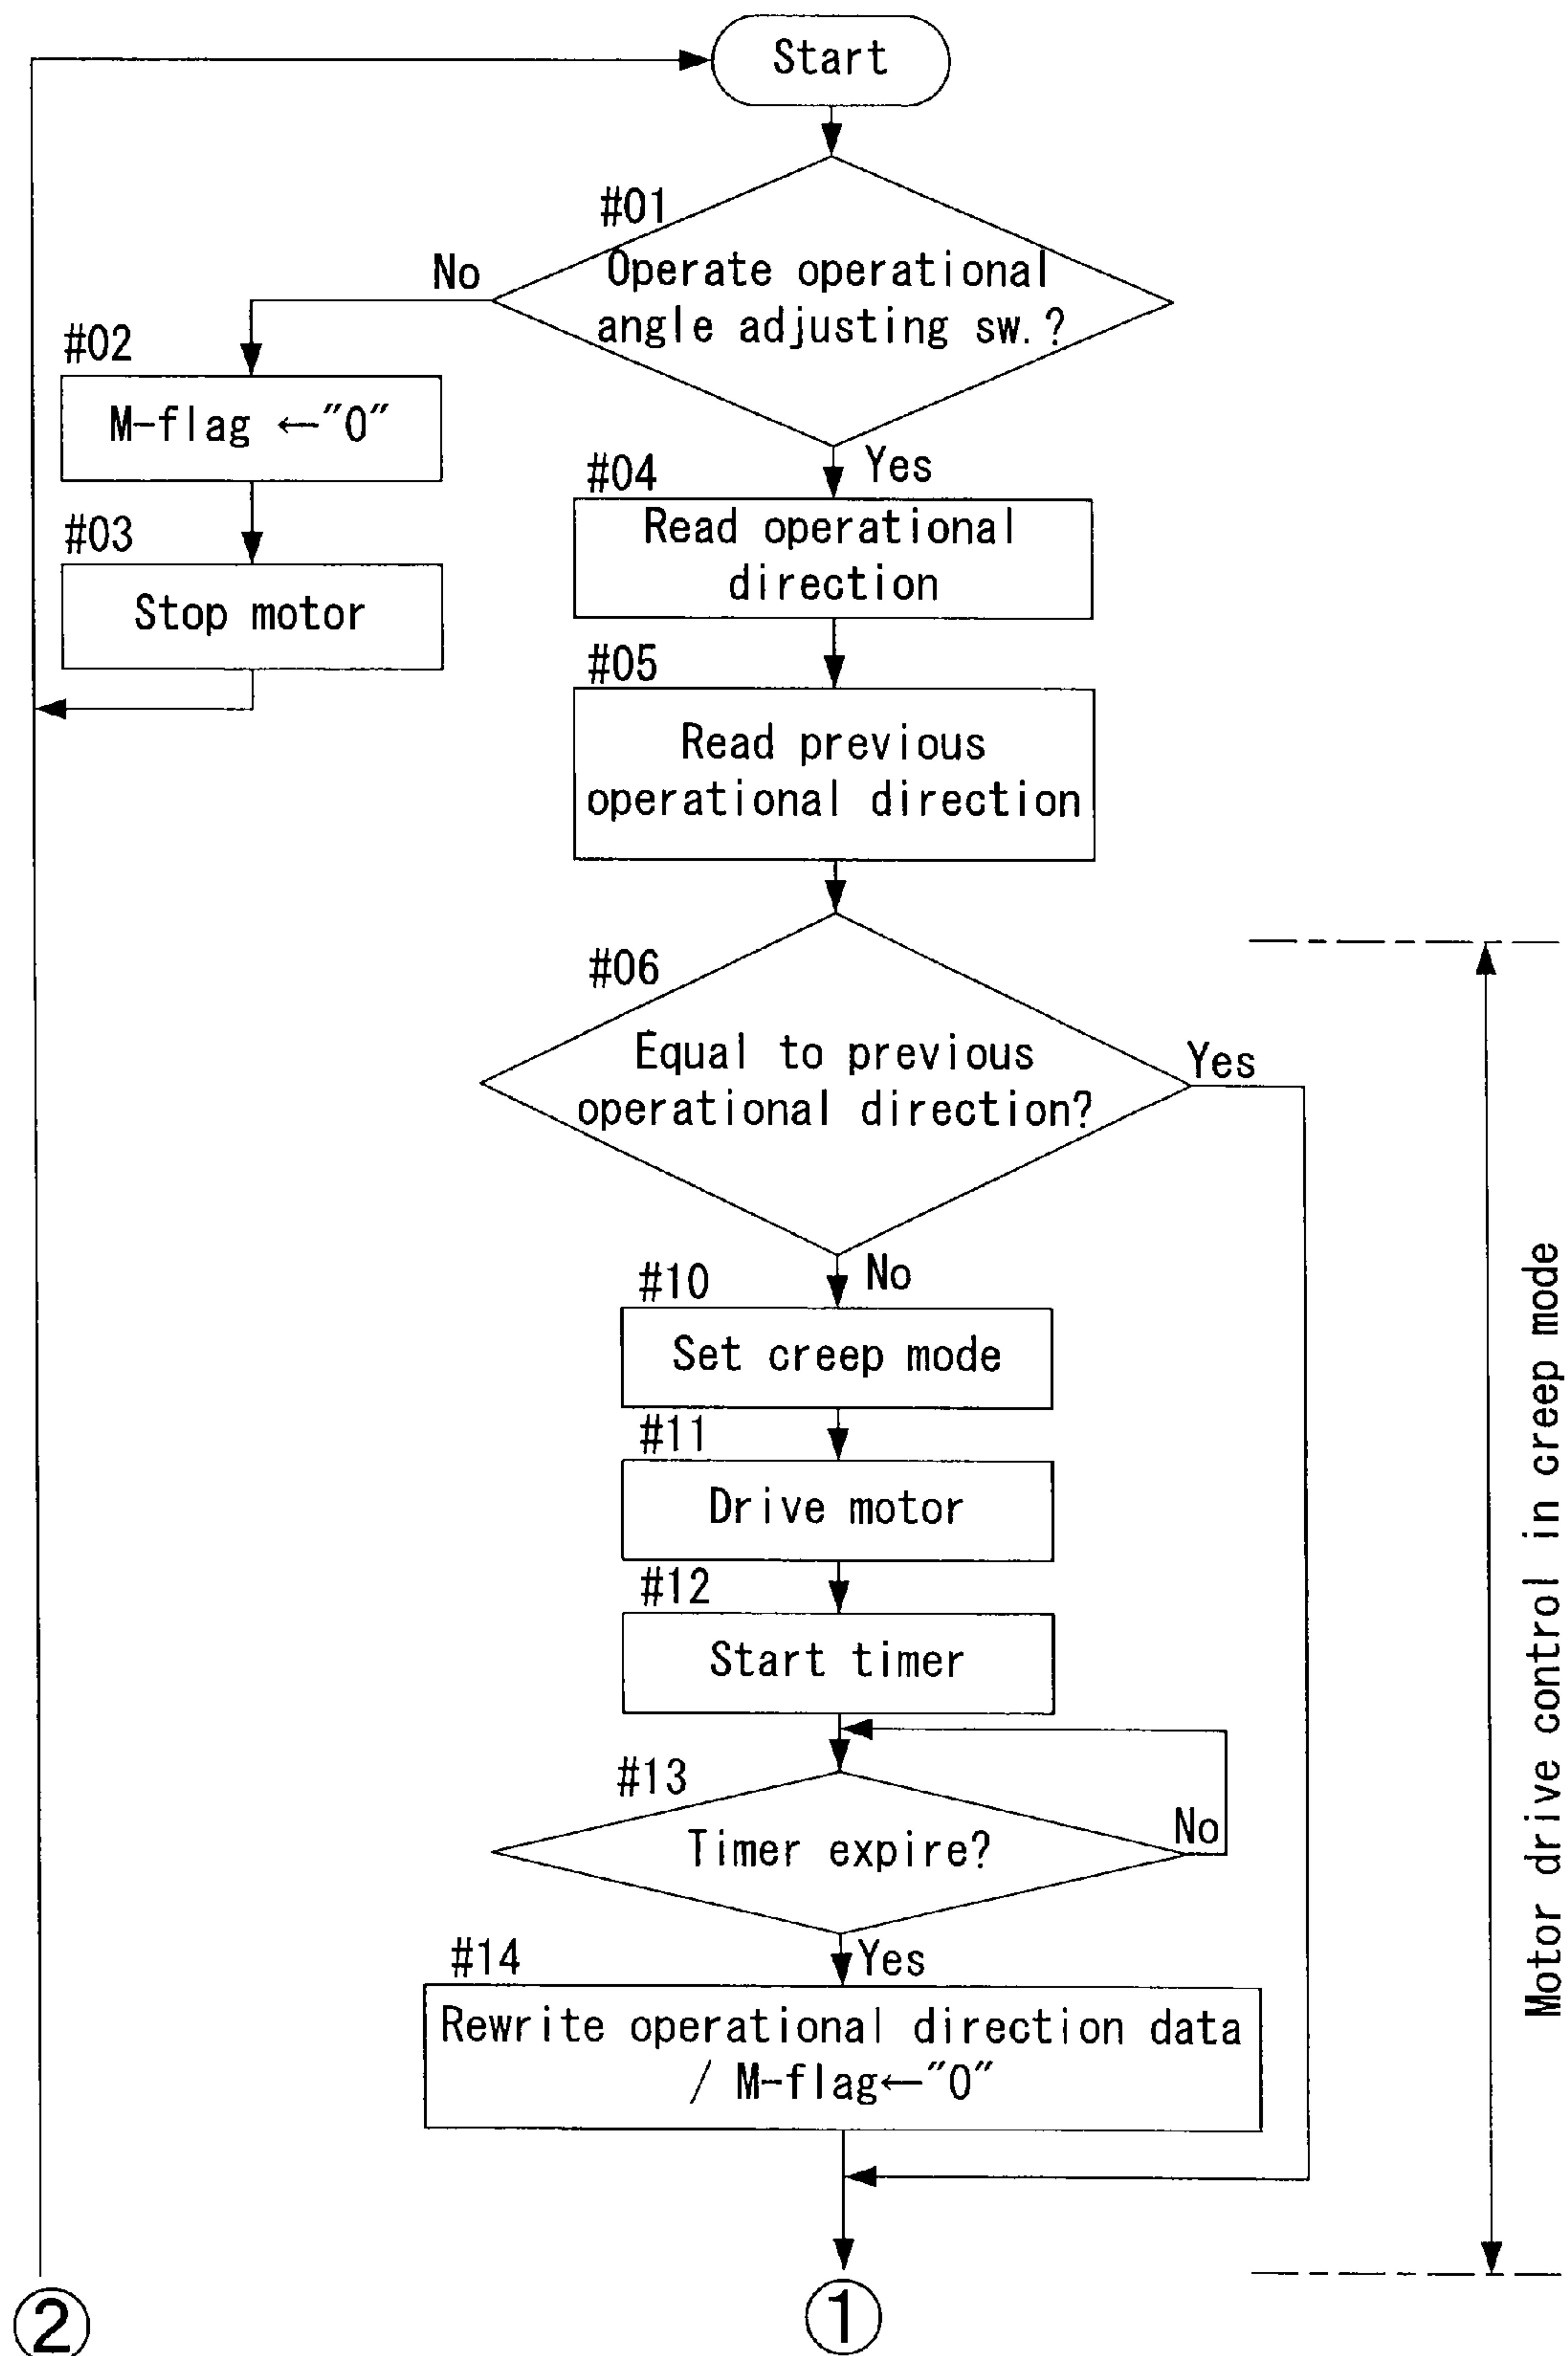 Start
#01
Operate operational
angle adjusting sw.?
No
Yes
#02
M-flag ←"0"
#03
Stop motor
#04
Read operational
direction
#05
Read previous
operational direction
#06
Equal to previous
operational direction?
Yes
No
#10
Set creep mode
#11
Drive motor
#12
Start timer
#13
Timer expire?
No
Yes
#14
Rewrite operational direction data
/ M-flag←"0"
Motor drive control in creep mode
②
①